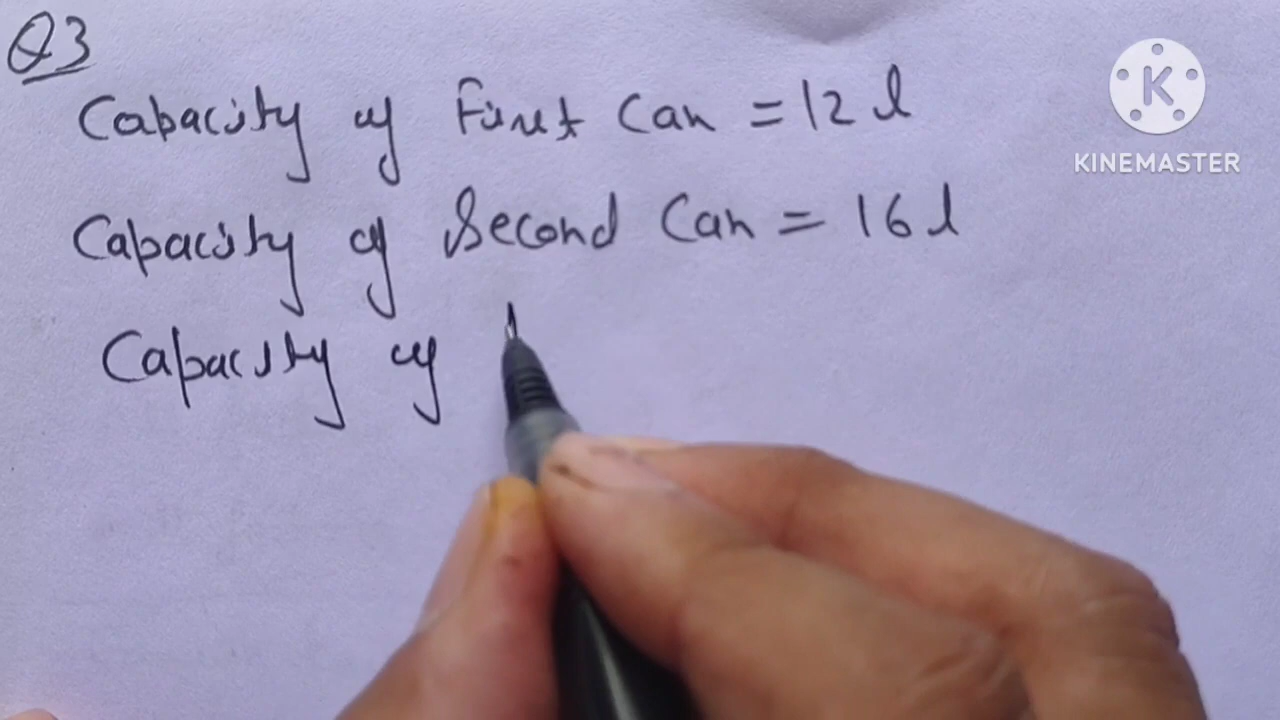 Q3
Capacity of First Can = 12 l
Capacity of Second Can = 16 l
Capacity of
K
KINEMASTER